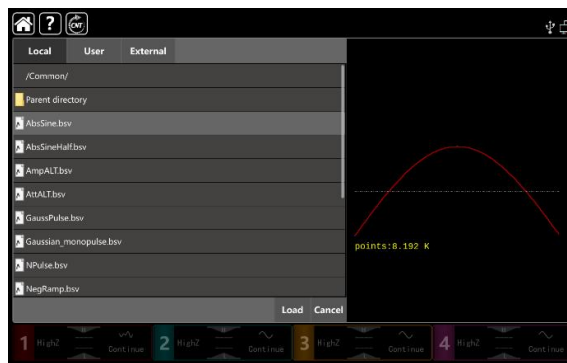 ? CNT
Local User External
/Common/
Parent directory
AbsSine.bsv
AbsSineHalf.bsv
AmpALT.bsv
AttALT.bsv
GaussPulse.bsv
Gaussian_monopulse.bsv
NPulse.bsv
NegRamp.bsv
points:8.192 K
Load Cancel
1 HighZ Continue 2 HighZ Continue 3 HighZ Continue 4 HighZ Continue